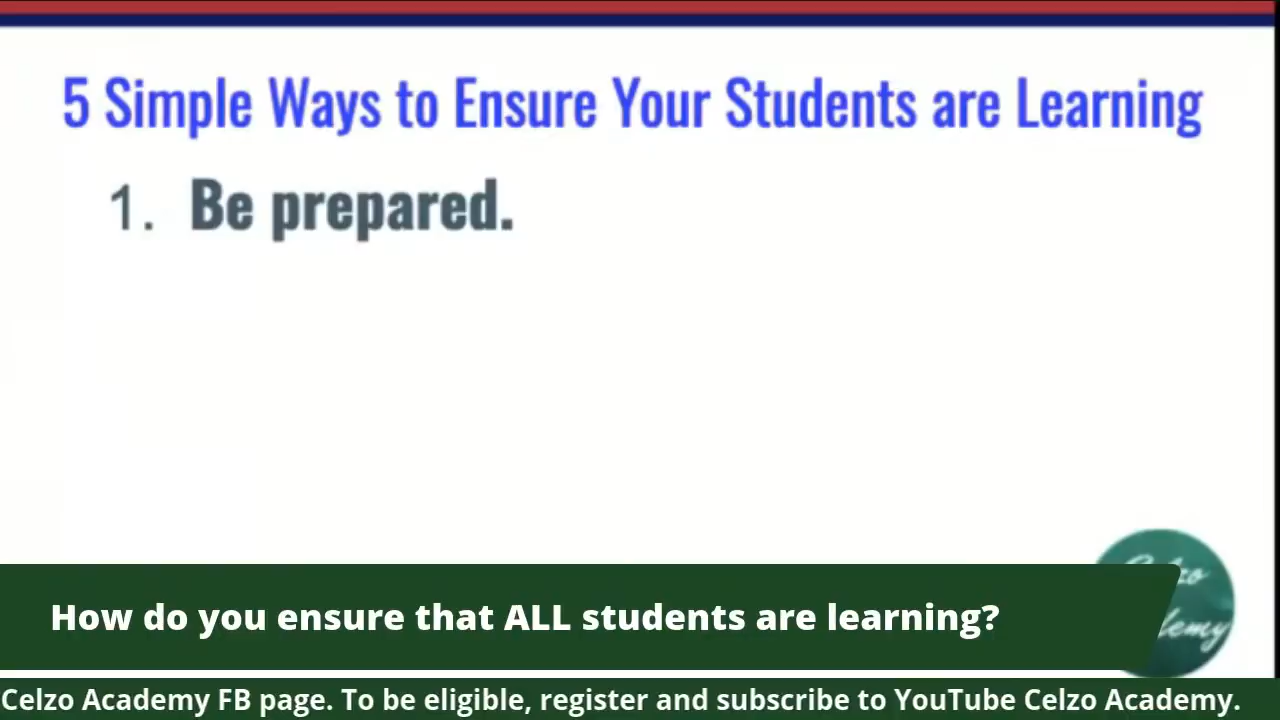 5 Simple Ways to Ensure Your Students are Learning
1. Be prepared.
How do you ensure that ALL students are learning?
Celzo Academy FB page. To be eligible, register and subscribe to YouTube Celzo Academy.